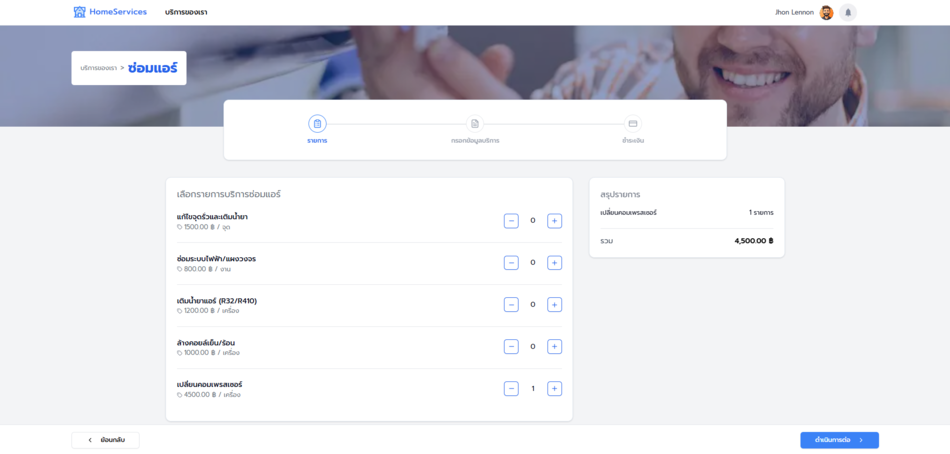 HomeServices
บริการของเรา
Jhon Lennon
บริการของเรา > ซ่อมแอร์
รายการ
กรอกข้อมูลบริการ
ชำระเงิน
เลือกรายการบริการซ่อมแอร์
แก้ไขจุดรั่วและเติมน้ำยา
1500.00 ฿ / จุด
− 0 +
ซ่อมระบบไฟฟ้า/แผงวงจร
800.00 ฿ / งาน
− 0 +
เติมน้ำยาแอร์ (R32/R410)
1200.00 ฿ / เครื่อง
− 0 +
ล้างคอยล์เย็น/ร้อน
1000.00 ฿ / เครื่อง
− 0 +
เปลี่ยนคอมเพรสเซอร์
4500.00 ฿ / เครื่อง
− 1 +
สรุปรายการ
เปลี่ยนคอมเพรสเซอร์ 1 รายการ
รวม 4,500.00 ฿
< ย้อนกลับ
ดำเนินการต่อ >